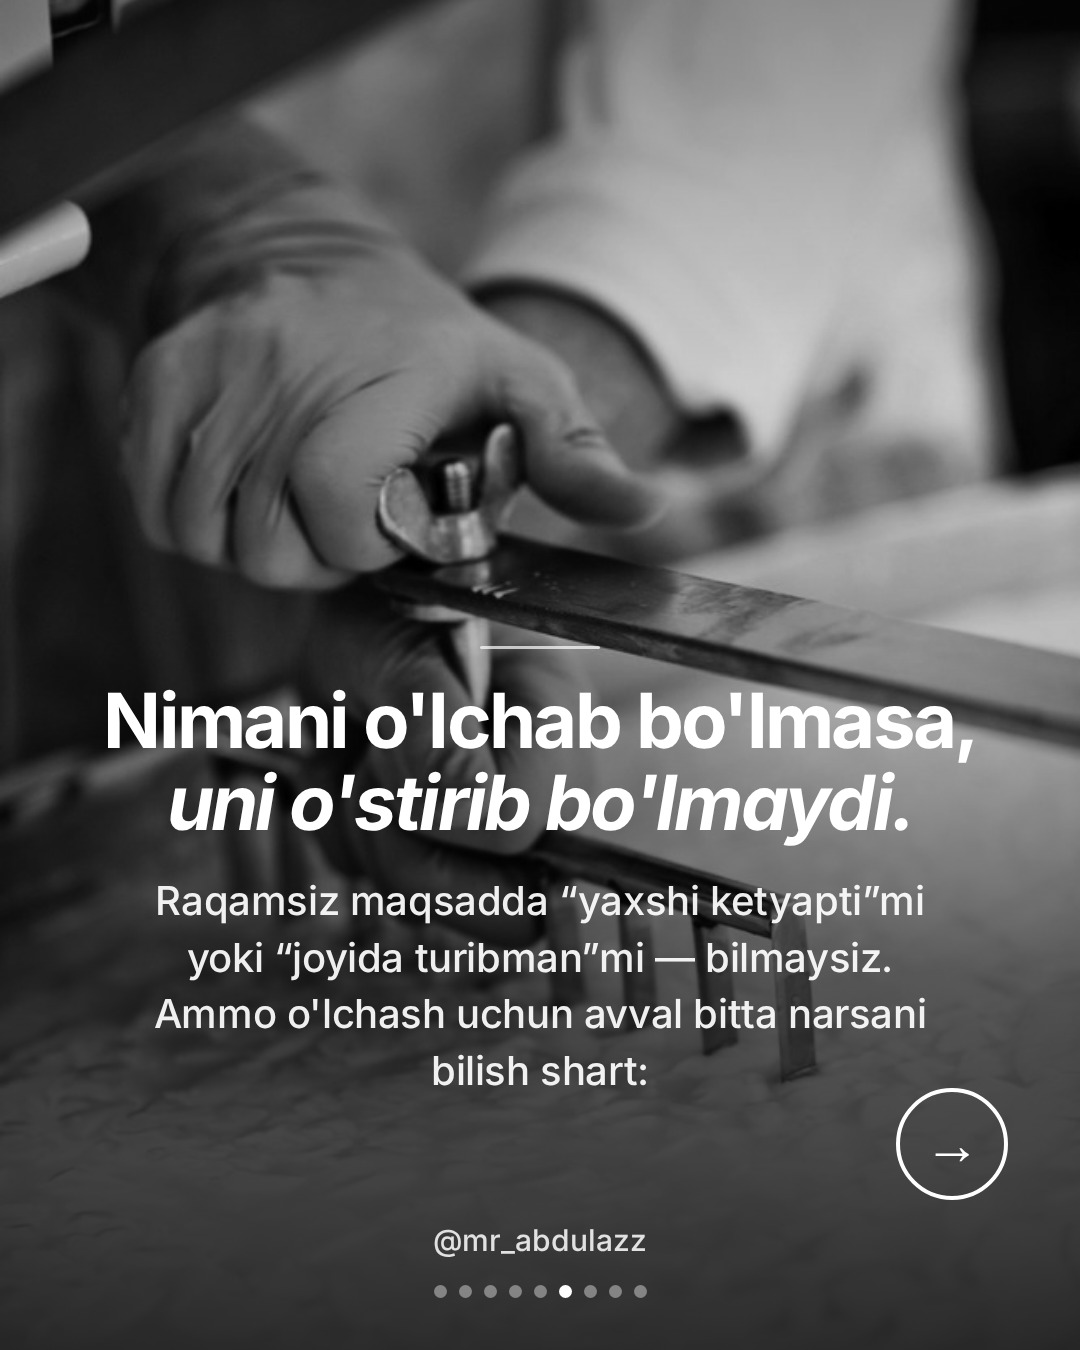 Nimani o'lchab bo'lmasa,
uni o'stirib bo'lmaydi.
Raqamsiz maqsadda “yaxshi ketyapti”mi
yoki “joyida turibman”mi — bilmaysiz.
Ammo o'lchash uchun avval bitta narsani
bilish shart:
→
@mr_abdulazz